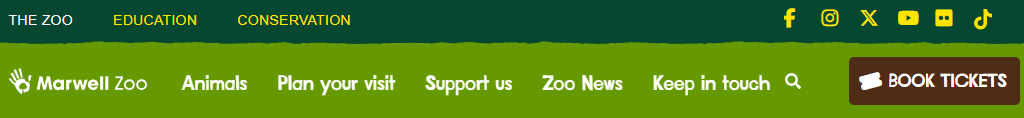 THE ZOO EDUCATION CONSERVATION
Marwell Zoo Animals Plan your visit Support us Zoo News Keep in touch BOOK TICKETS